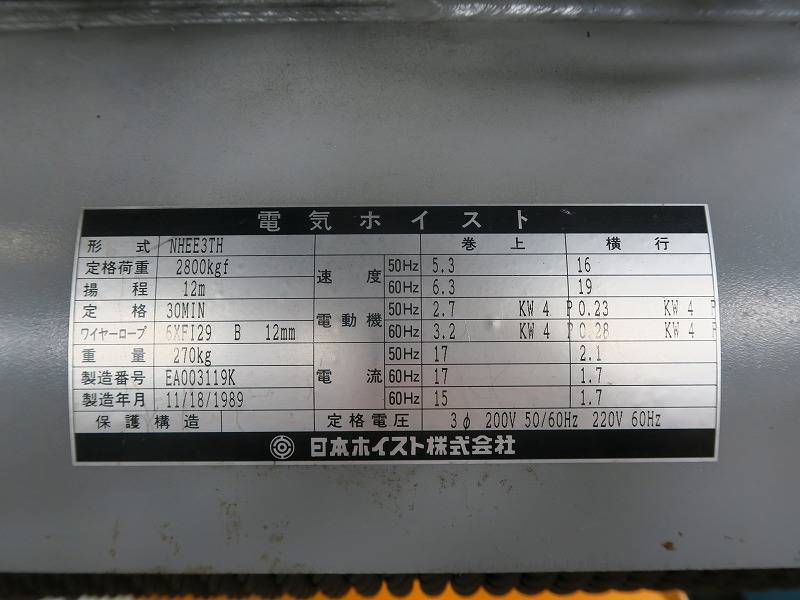 電気ホイスト
形式 NHEE3TH 巻上 横行
定格荷重 2800kgf 速度 50Hz 5.3 16
揚程 12m 60Hz 6.3 19
定格 30MIN 電動機 50Hz 2.7 KW 4 P 0.23 KW 4 P
ワイヤーロープ 6XFI29 B 12mm 60Hz 3.2 KW 4 P 0.28 KW 4 P
重量 270kg 電流 50Hz 17 2.1
製造番号 EA003119K 60Hz 17 1.7
製造年月 11/18/1989 60Hz 15 1.7
保護構造 定格電圧 3φ 200V 50/60Hz 220V 60Hz
日本ホイスト株式会社